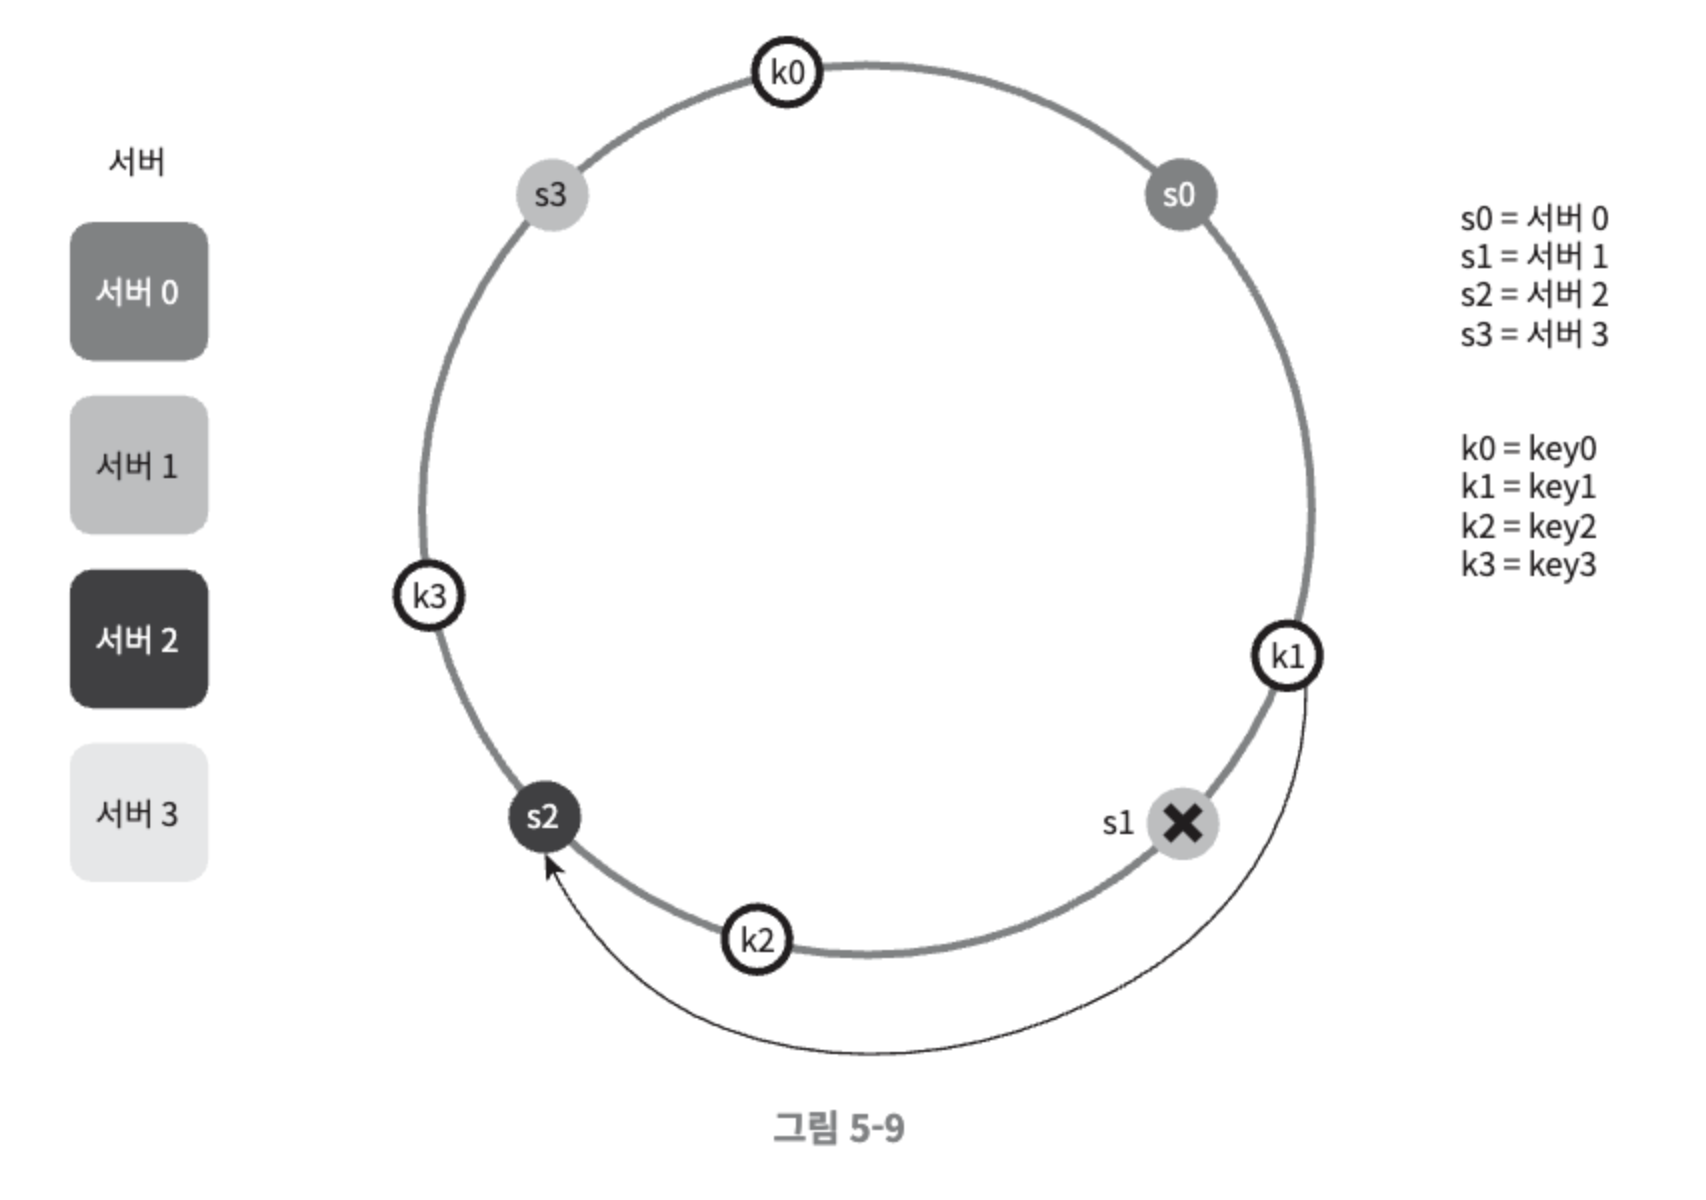 k0
서버
s3
s0
s0 = 서버 0
s1 = 서버 1
s2 = 서버 2
s3 = 서버 3
서버 0
서버 1
k0 = key0
k1 = key1
k2 = key2
k3 = key3
k3
서버 2
k1
서버 3
s2
s1
k2
그림 5-9